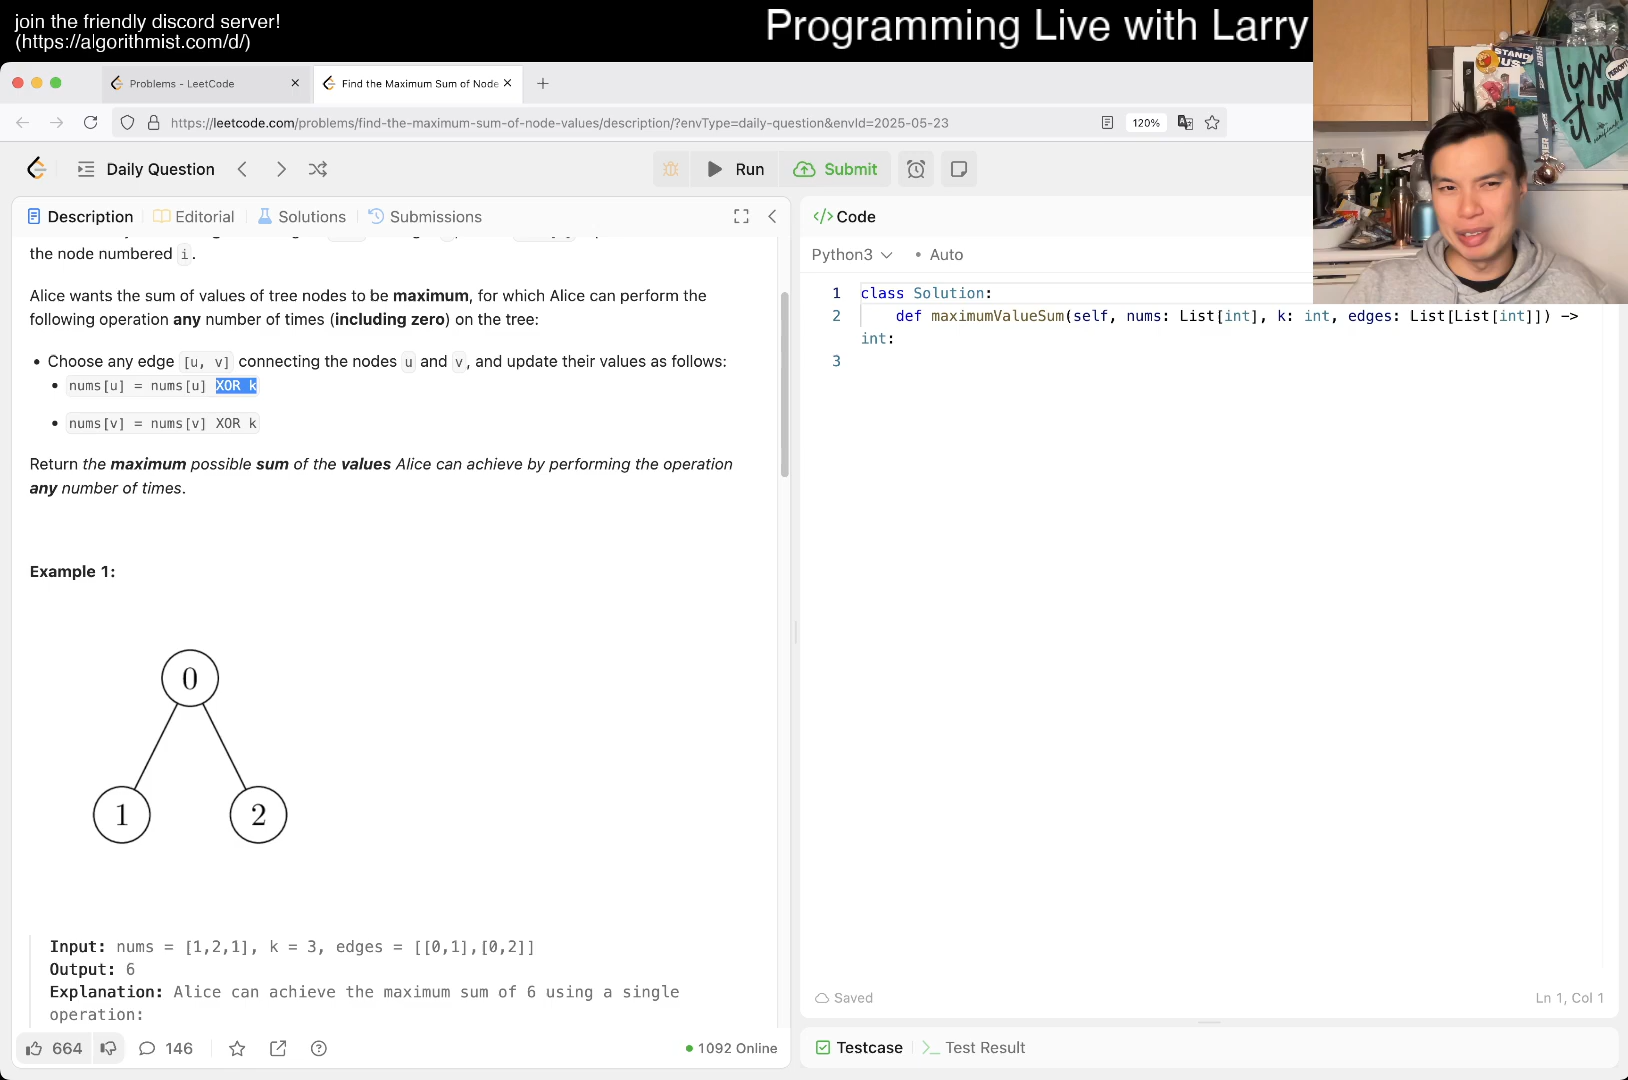 join the friendly discord server!
(https://algorithmist.com/d/)
Programming Live with Larry
Problems - LeetCode
Find the Maximum Sum of Node
https://leetcode.com/problems/find-the-maximum-sum-of-node-values/description/?envType=daily-question&envId=2025-05-23
120%
Daily Question
Run
Submit
Description
Editorial
Solutions
Submissions
the node numbered i.
Alice wants the sum of values of tree nodes to be maximum, for which Alice can perform the
following operation any number of times (including zero) on the tree:
• Choose any edge [u, v] connecting the nodes u and v, and update their values as follows:
• nums[u] = nums[u] XOR k
• nums[v] = nums[v] XOR k
Return the maximum possible sum of the values Alice can achieve by performing the operation
any number of times.
Example 1:
0
1
2
Input: nums = [1,2,1], k = 3, edges = [[0,1],[0,2]]
Output: 6
Explanation: Alice can achieve the maximum sum of 6 using a single
operation:
664
146
1092 Online
</> Code
Python3
• Auto
1 class Solution:
2 def maximumValueSum(self, nums: List[int], k: int, edges: List[List[int]]) ->
int:
3
Saved
Ln 1, Col 1
Testcase
>_ Test Result
STAND
US
light
it
up